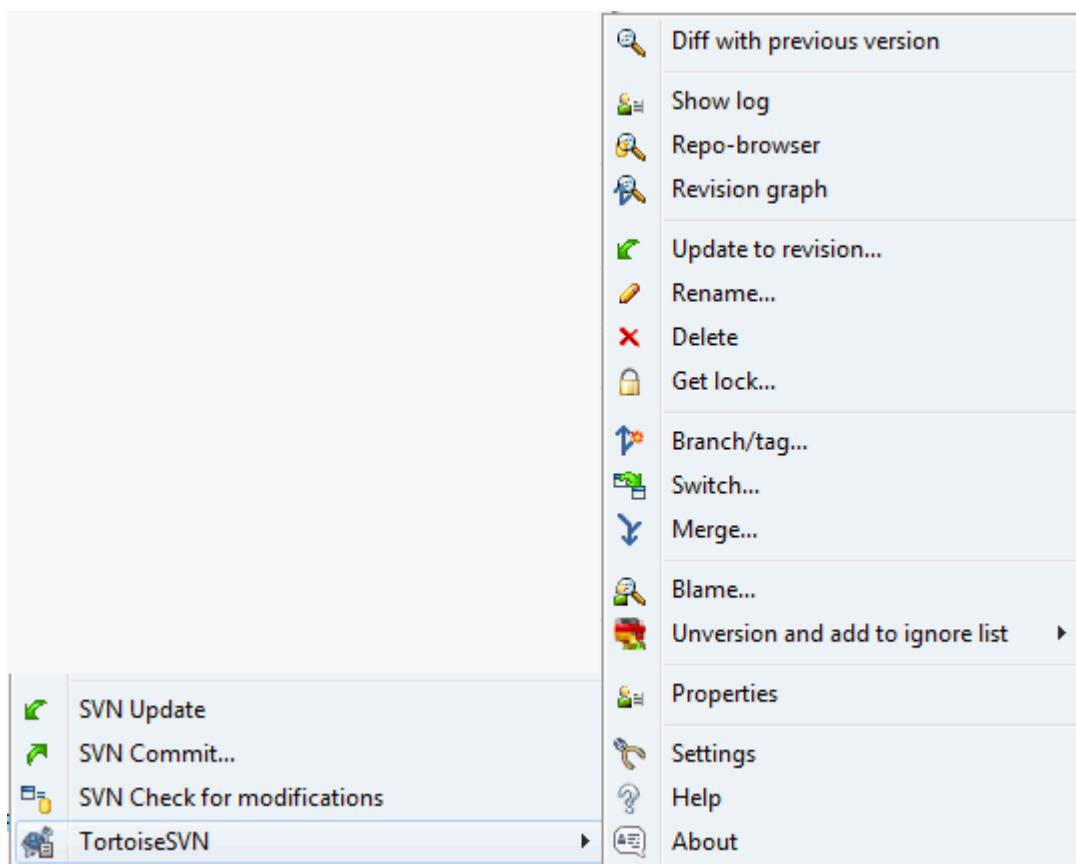 Diff with previous version
Show log
Repo-browser
Revision graph
Update to revision...
Rename...
Delete
Get lock...
Branch/tag...
Switch...
Merge...
Blame...
Unversion and add to ignore list
Properties
Settings
Help
About
SVN Update
SVN Commit...
SVN Check for modifications
TortoiseSVN